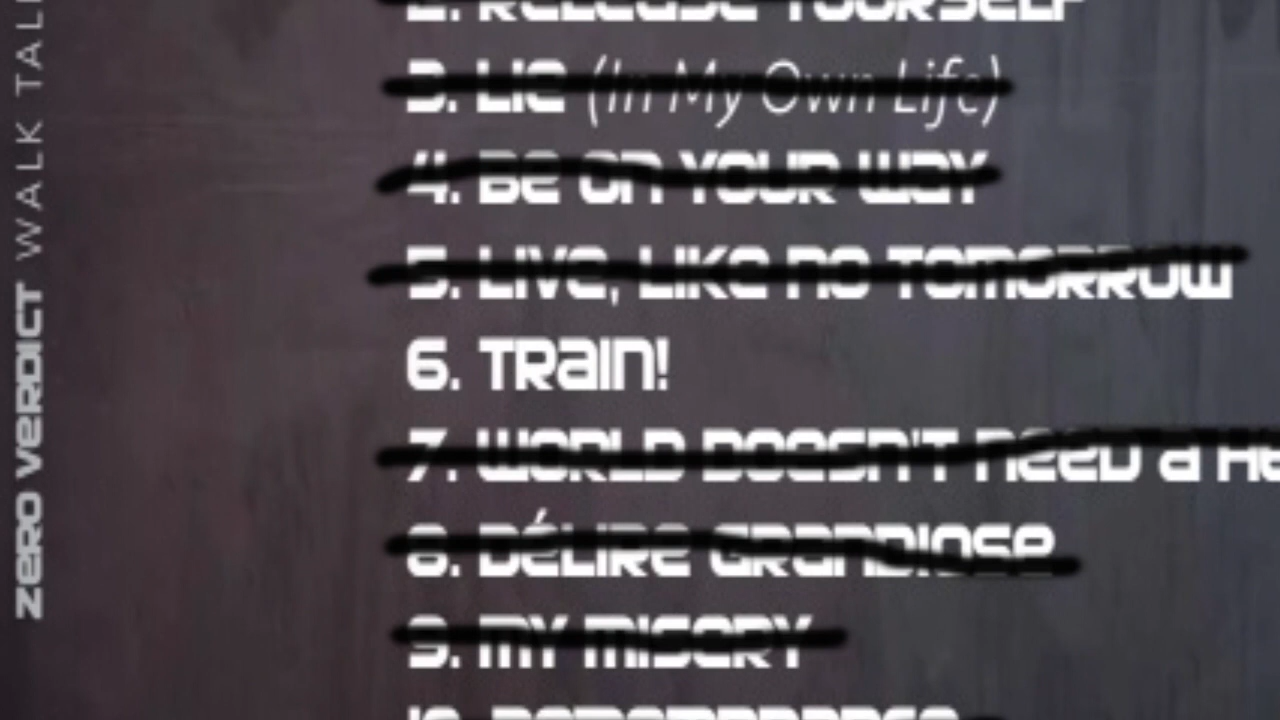 2. RELEASE YOURSELF
3. LIE (In My Own Life)
4. Be on YOUR WAY
5. LIVE, LIKE no TOMORROW
6. TRAIN!
7. WORLD DOESN'T NEED A
8. DÉLIRE GRANDIOSE
9. MY MISERY
ZERO VERDICT WALK